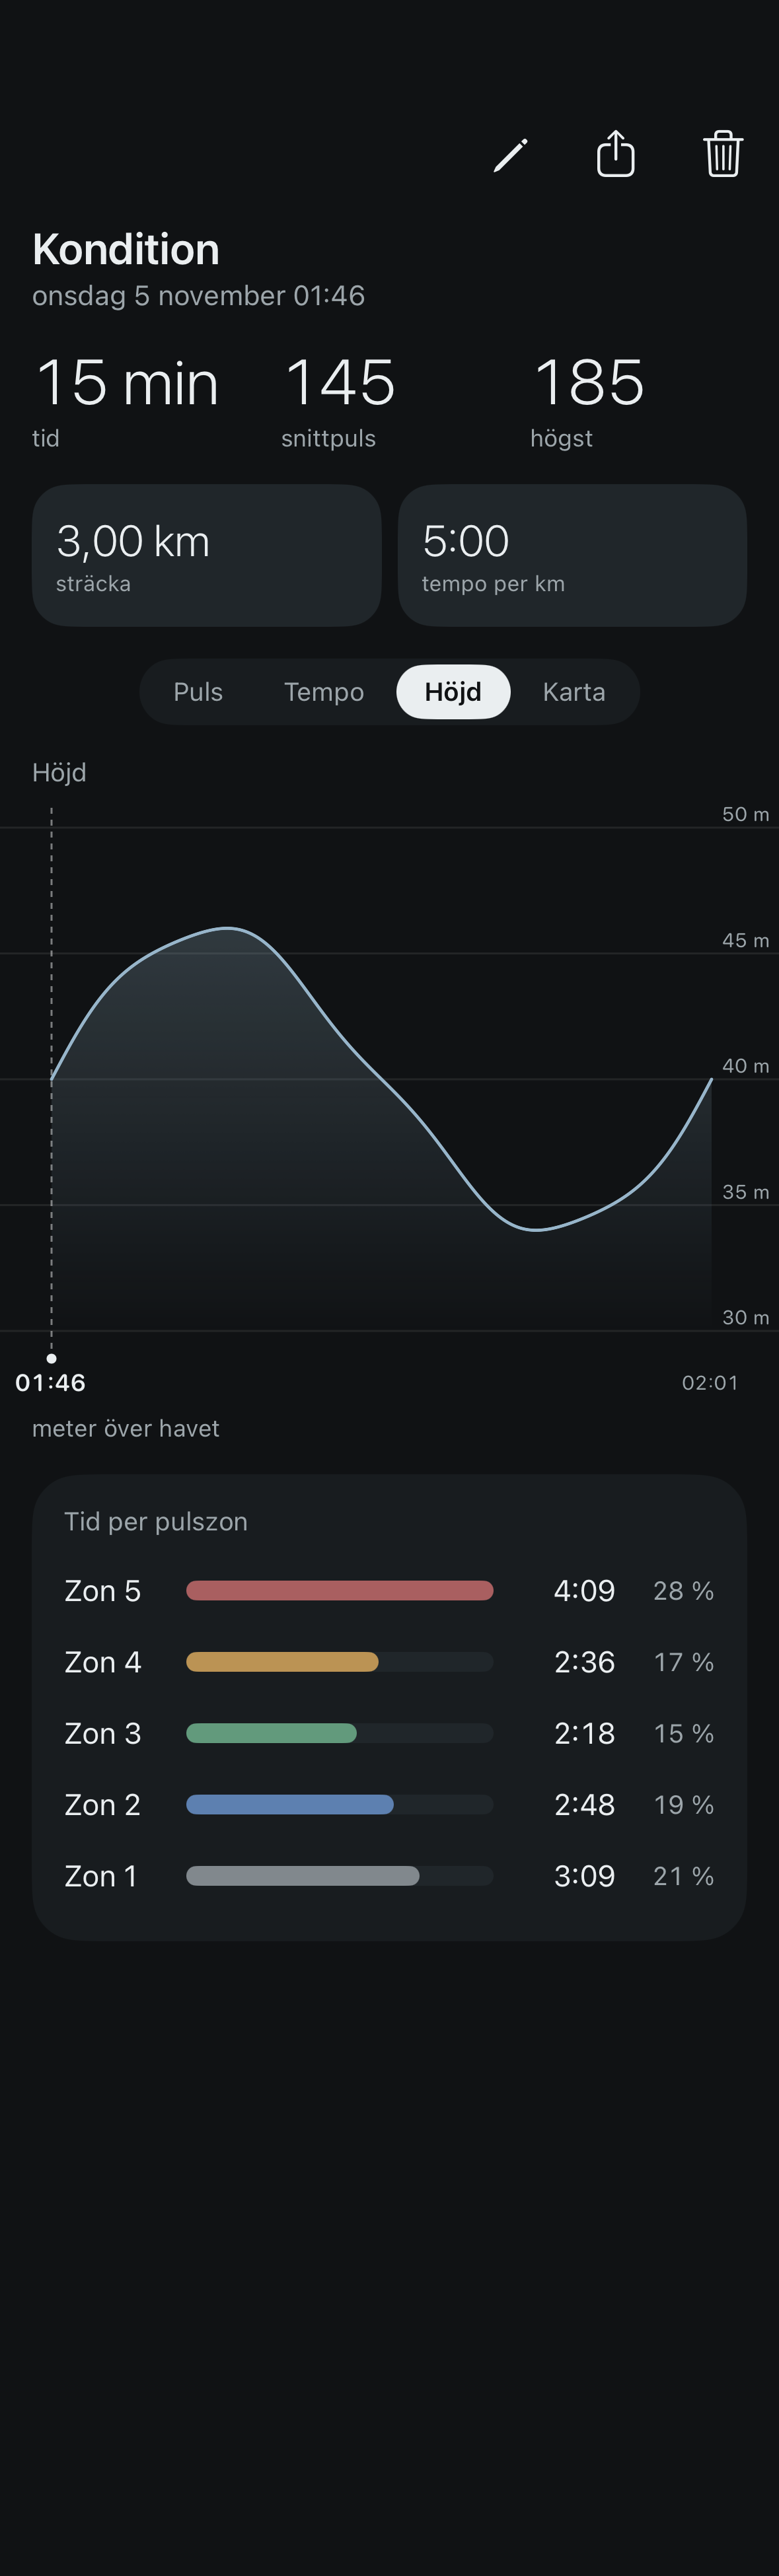 Kondition
onsdag 5 november 01:46
15 min 145 185
tid snittpuls högst
3,00 km 5:00
sträcka tempo per km
Puls Tempo Höjd Karta
Höjd
50 m
45 m
40 m
35 m
30 m
01:46 02:01
meter över havet
Tid per pulszon
Zon 5 4:09 28 %
Zon 4 2:36 17 %
Zon 3 2:18 15 %
Zon 2 2:48 19 %
Zon 1 3:09 21 %